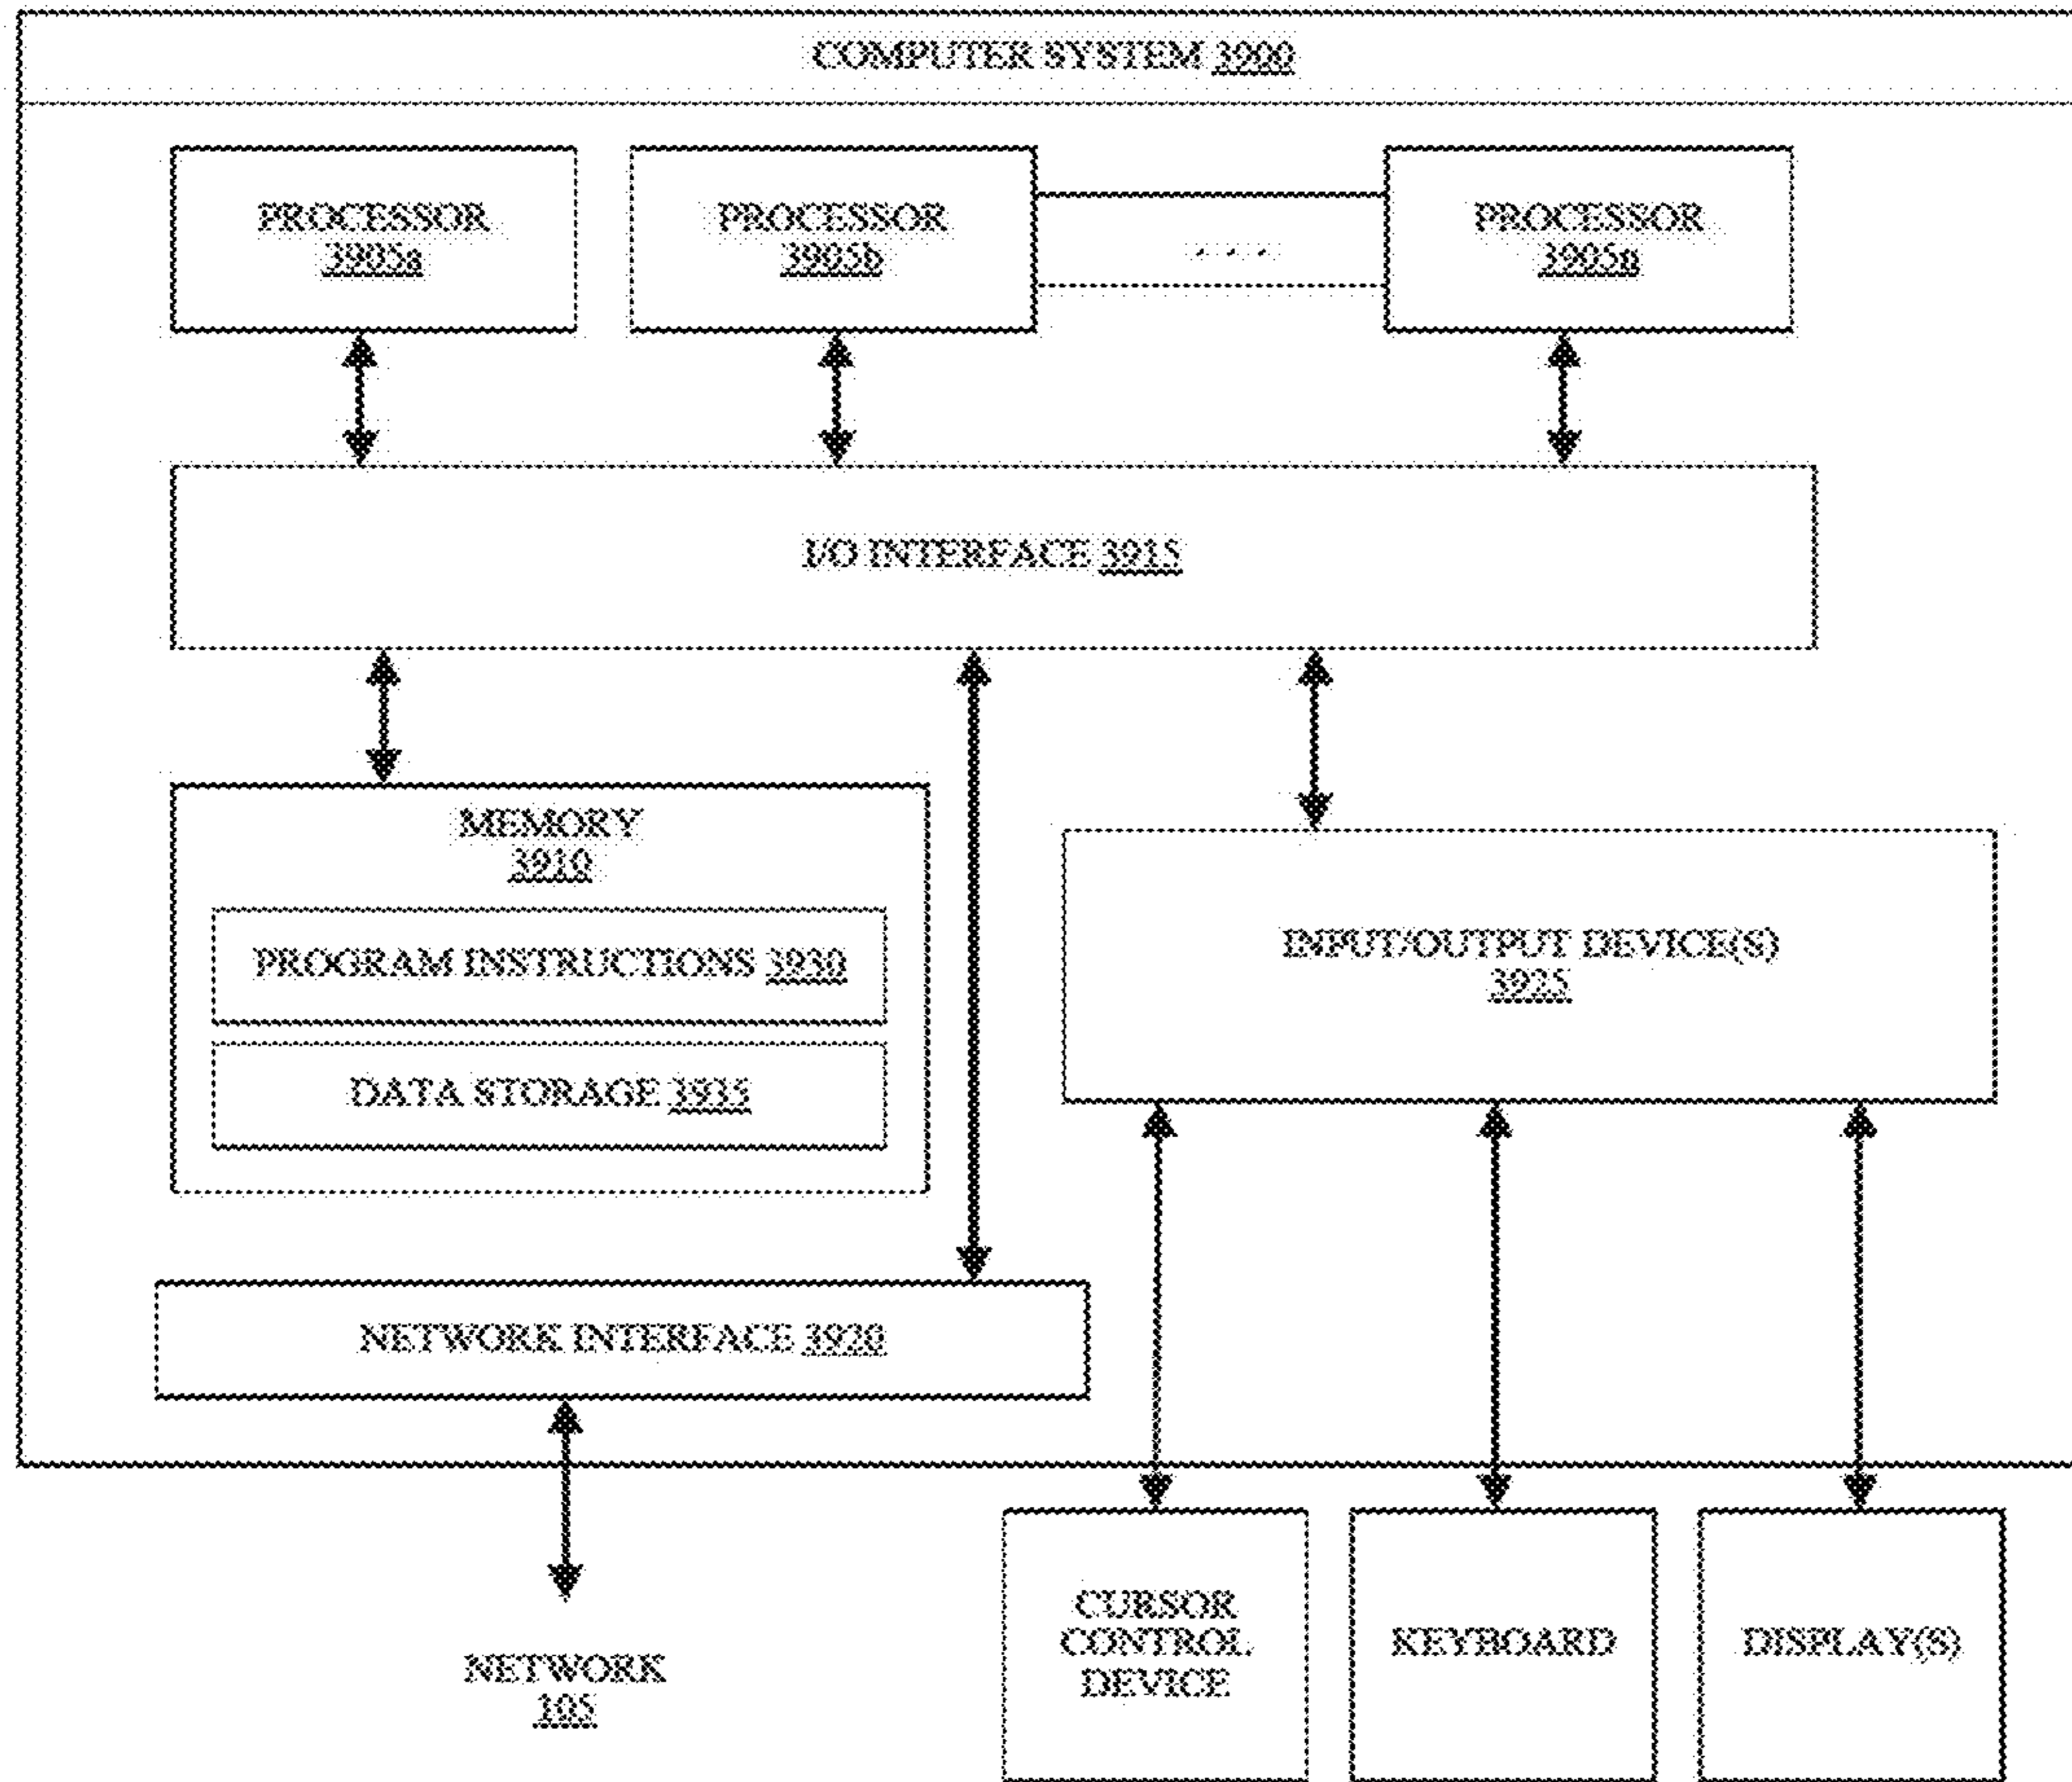 COMPUTER SYSTEM 3900
PROCESSOR
3905a
PROCESSOR
3905b
. . .
PROCESSOR
3905n
I/O INTERFACE 3915
MEMORY
3910
PROGRAM INSTRUCTIONS 3930
DATA STORAGE 3935
INPUT/OUTPUT DEVICE(S)
3925
NETWORK INTERFACE 3920
NETWORK
105
CURSOR
CONTROL
DEVICE
KEYBOARD
DISPLAY(S)